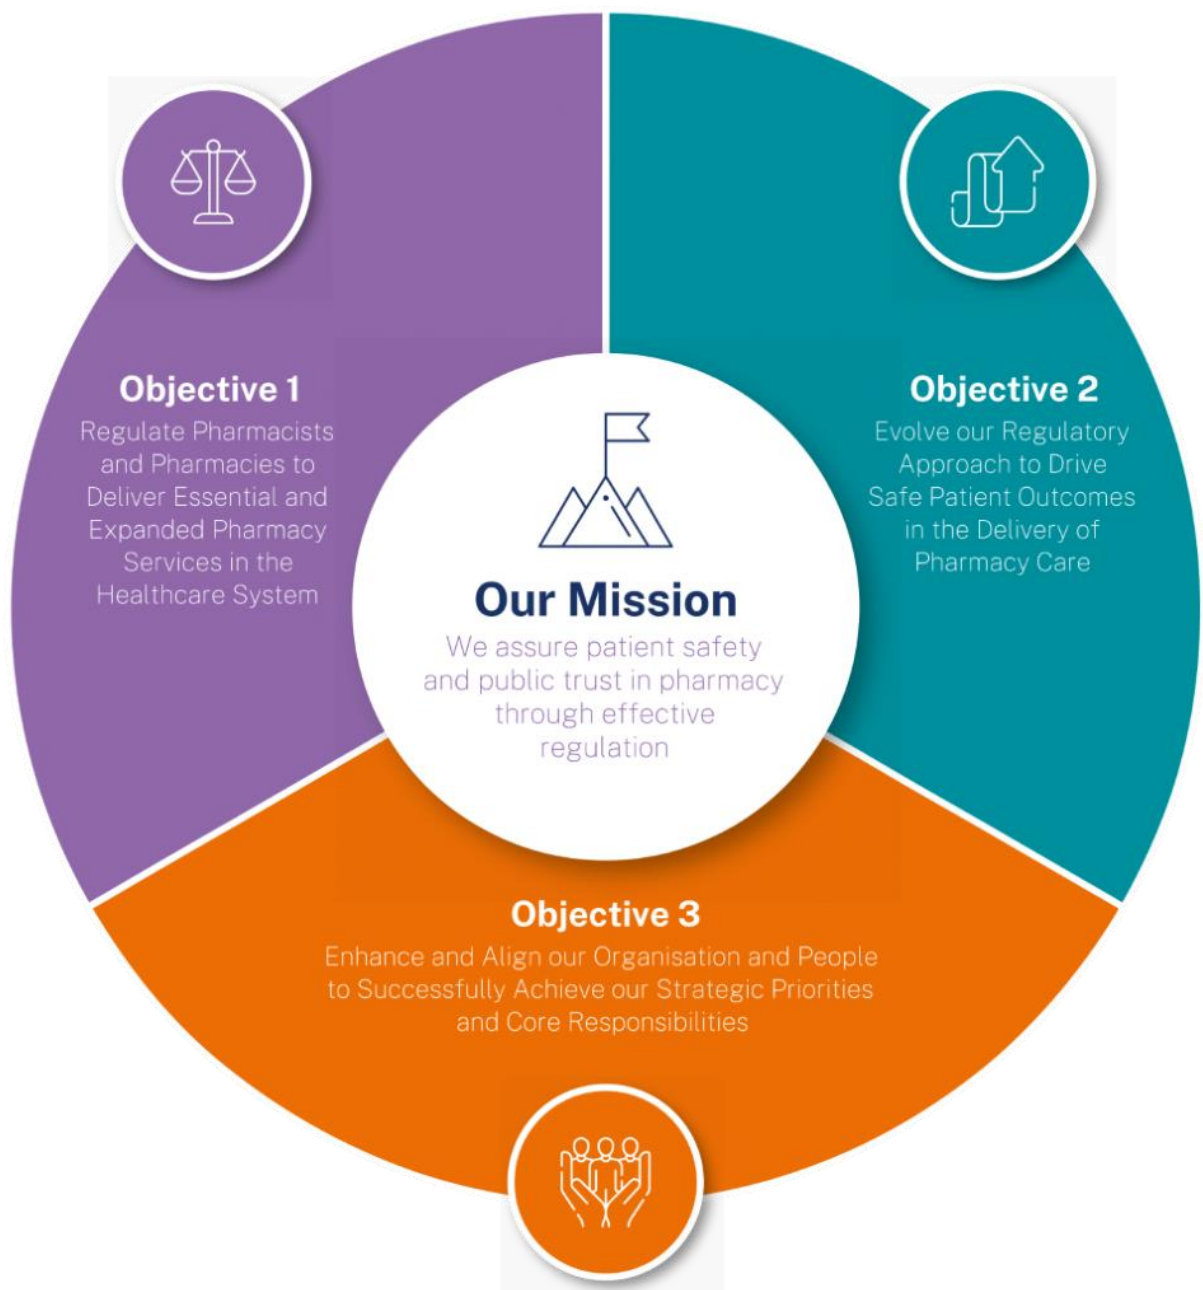 Objective 1
Regulate Pharmacists
and Pharmacies to
Deliver Essential and
Expanded Pharmacy
Services in the
Healthcare System
Objective 2
Evolve our Regulatory
Approach to Drive
Safe Patient Outcomes
in the Delivery of
Pharmacy Care
Our Mission
We assure patient safety
and public trust in pharmacy
through effective
regulation
Objective 3
Enhance and Align our Organisation and People
to Successfully Achieve our Strategic Priorities
and Core Responsibilities